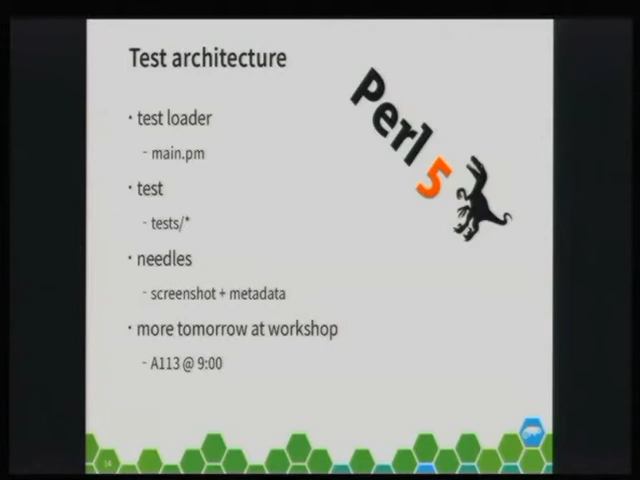 Test architecture
· test loader
- main.pm
· test
- tests/*
· needles
- screenshot + metadata
· more tomorrow at workshop
- A113 @ 9:00
Perl 5
14